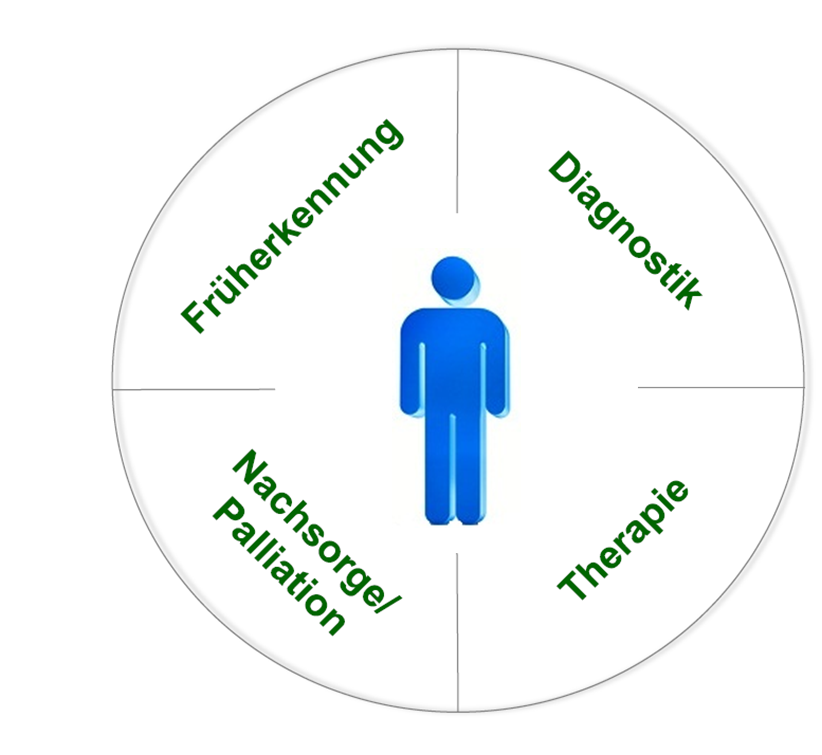 Früherkennung
Diagnostik
Nachsorge/
Palliation
Therapie